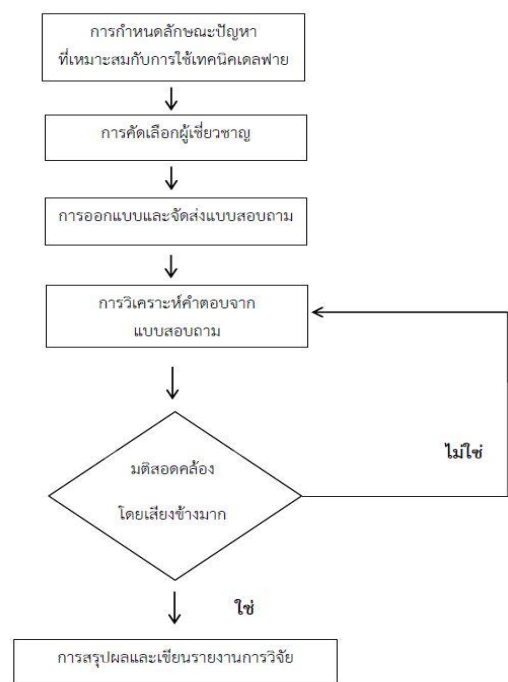 การกำหนดลักษณะปัญหา
ที่เหมาะสมกับการใช้เทคนิคเดลฟาย
การคัดเลือกผู้เชี่ยวชาญ
การออกแบบและจัดส่งแบบสอบถาม
การวิเคราะห์คำตอบจาก
แบบสอบถาม
มติสอดคล้อง
โดยเสียงข้างมาก
ไม่ใช่
ใช่
การสรุปผลและเขียนรายงานการวิจัย